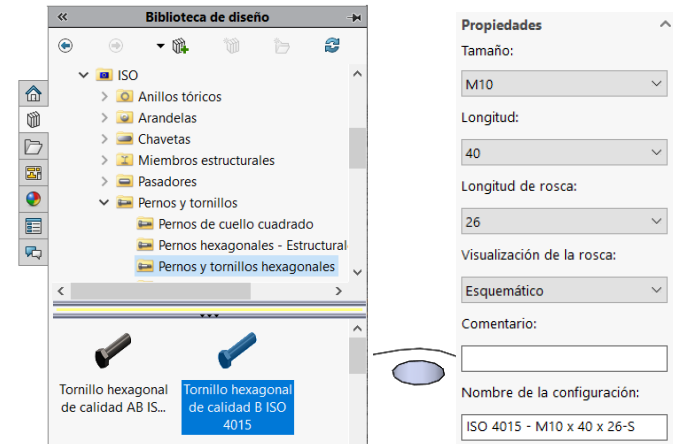 Biblioteca de diseño
ISO
Anillos tóricos
Arandelas
Chavetas
Miembros estructurales
Pasadores
Pernos y tornillos
Pernos de cuello cuadrado
Pernos hexagonales - Estructural
Pernos y tornillos hexagonales
Tornillo hexagonal
de calidad AB IS...
Tornillo hexagonal
de calidad B ISO
4015
Propiedades
Tamaño:
M10
Longitud:
40
Longitud de rosca:
26
Visualización de la rosca:
Esquemático
Comentario:
Nombre de la configuración:
ISO 4015 - M10 x 40 x 26-S